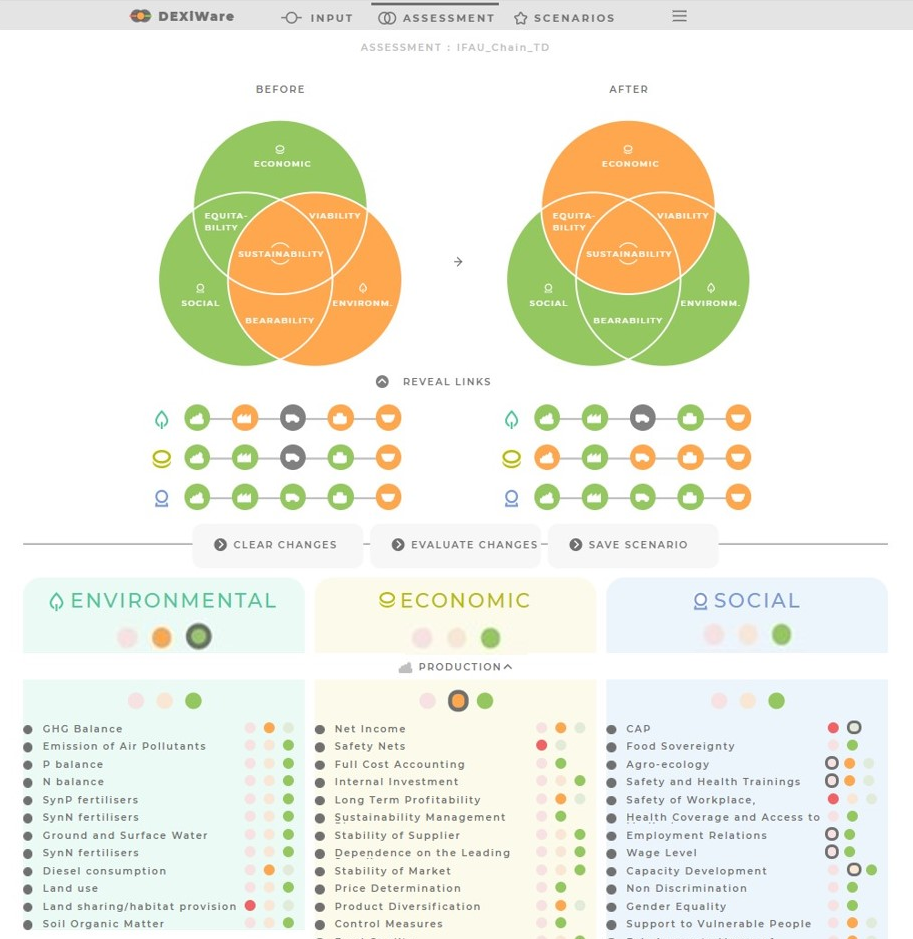 DEXiWare
INPUT
ASSESSMENT
SCENARIOS
ASSESSMENT : IFAU_Chain_TD
BEFORE
AFTER
ECONOMIC
EQUITA-
BILITY
VIABILITY
SUSTAINABILITY
SOCIAL
ENVIRONM.
BEARABILITY
ECONOMIC
EQUITA-
BILITY
VIABILITY
SUSTAINABILITY
SOCIAL
ENVIRONM.
BEARABILITY
REVEAL LINKS
CLEAR CHANGES
EVALUATE CHANGES
SAVE SCENARIO
ENVIRONMENTAL
ECONOMIC
SOCIAL
PRODUCTION
GHG Balance
Emission of Air Pollutants
P balance
N balance
SynP fertilisers
SynN fertilisers
Ground and Surface Water
SynN fertilisers
Diesel consumption
Land use
Land sharing/habitat provision
Soil Organic Matter
Net Income
Safety Nets
Full Cost Accounting
Internal Investment
Long Term Profitability
Sustainability Management
Stability of Supplier
Dependence on the Leading
Stability of Market
Price Determination
Product Diversification
Control Measures
CAP
Food Sovereignty
Agro-ecology
Safety and Health Trainings
Safety of Workplace,
Health Coverage and Access to
Employment Relations
Wage Level
Capacity Development
Non Discrimination
Gender Equality
Support to Vulnerable People